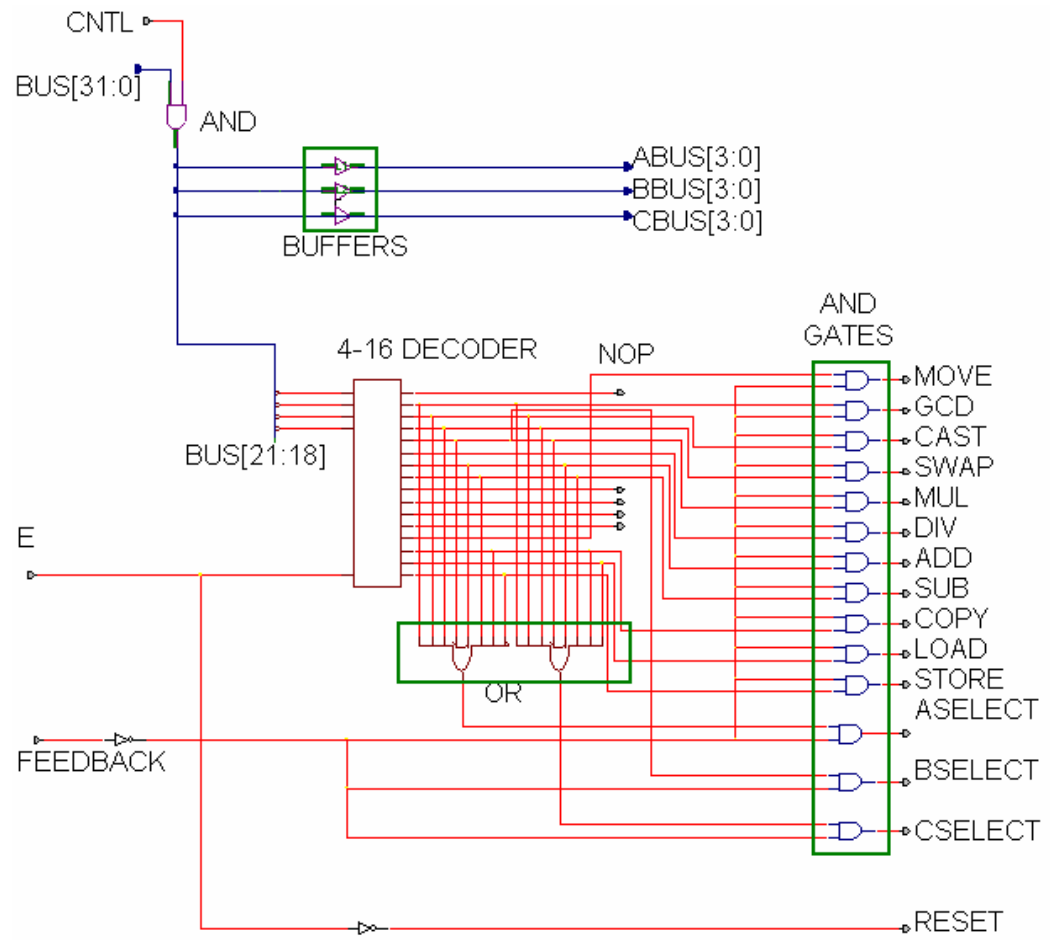 CNTL
BUS[31:0]
AND
ABUS[3:0]
BBUS[3:0]
CBUS[3:0]
BUFFERS
AND
GATES
4-16 DECODER
NOP
MOVE
GCD
CAST
SWAP
MUL
DIV
ADD
SUB
COPY
LOAD
STORE
BUS[21:18]
E
OR
ASELECT
FEEDBACK
BSELECT
CSELECT
RESET